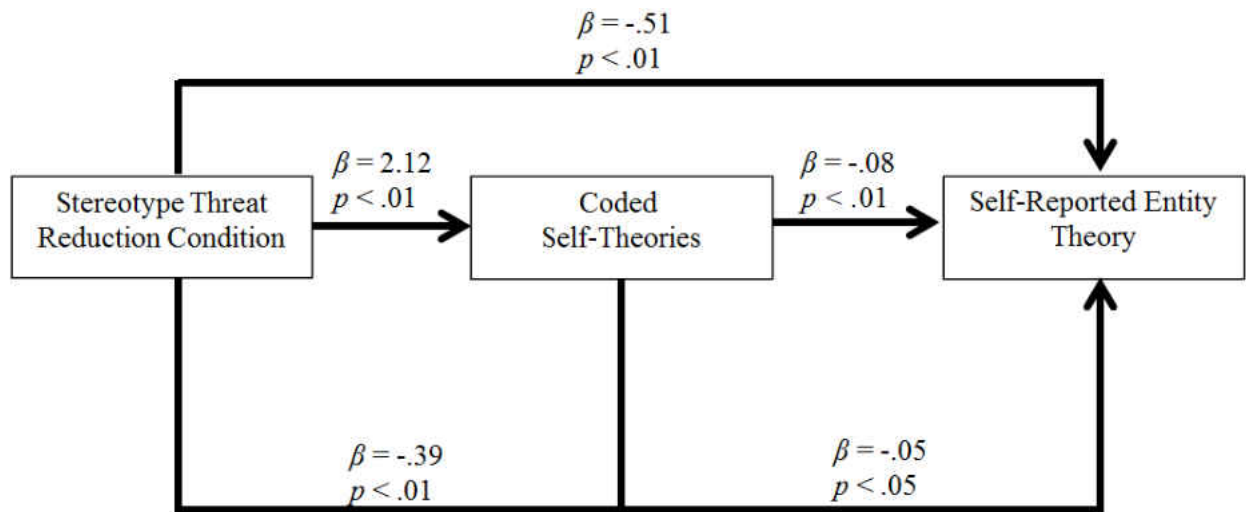 β = -.51
p < .01
β = 2.12
p < .01
β = -.08
p < .01
Stereotype Threat
Reduction Condition
Coded
Self-Theories
Self-Reported Entity
Theory
β = -.39
p < .01
β = -.05
p < .05